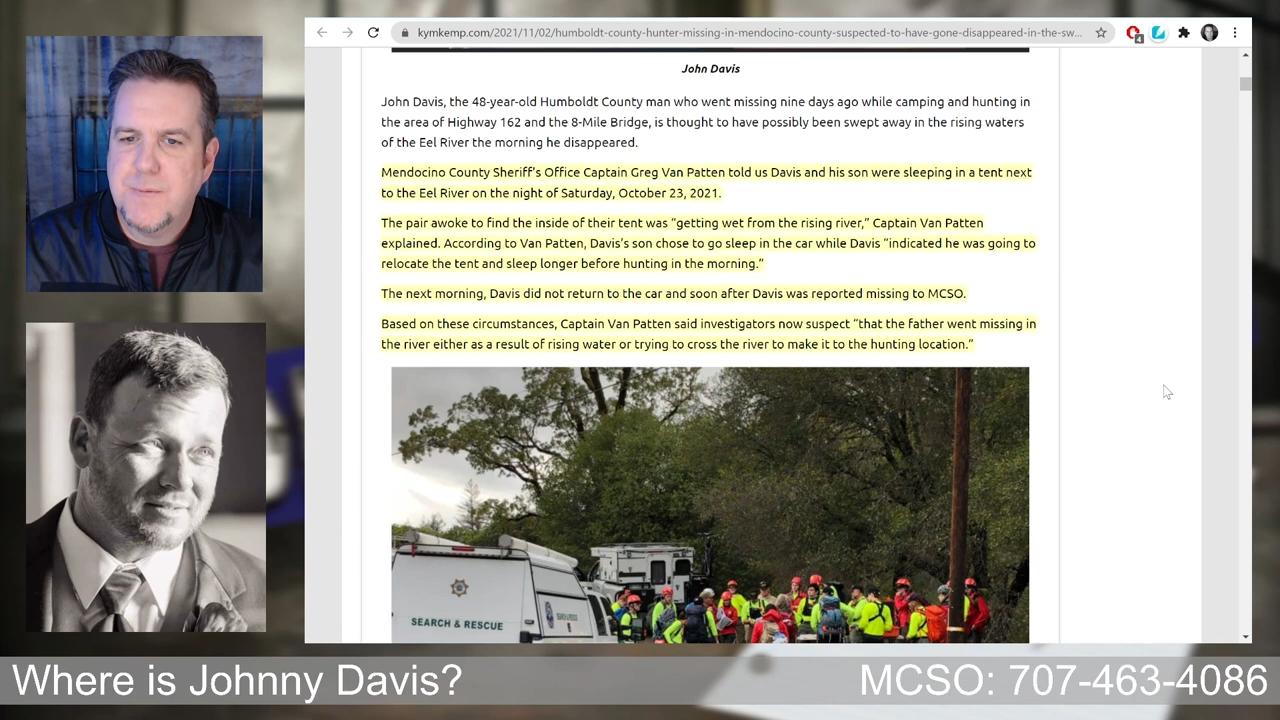 kymkemp.com/2021/11/02/humboldt-county-hunter-missing-in-mendocino-county-suspected-to-have-gone-disappeared-in-the-sw...
4
John Davis
John Davis, the 48-year-old Humboldt County man who went missing nine days ago while camping and hunting in
the area of Highway 162 and the 8-Mile Bridge, is thought to have possibly been swept away in the rising waters
of the Eel River the morning he disappeared.
Mendocino County Sheriff's Office Captain Greg Van Patten told us Davis and his son were sleeping in a tent next
to the Eel River on the night of Saturday, October 23, 2021.
The pair awoke to find the inside of their tent was “getting wet from the rising river,” Captain Van Patten
explained. According to Van Patten, Davis’s son chose to go sleep in the car while Davis “indicated he was going to
relocate the tent and sleep longer before hunting in the morning.”
The next morning, Davis did not return to the car and soon after Davis was reported missing to MCSO.
Based on these circumstances, Captain Van Patten said investigators now suspect “that the father went missing in
the river either as a result of rising water or trying to cross the river to make it to the hunting location.”
SEARCH & RESCUE
SEARCH & RESCUE
Where is Johnny Davis?
MCSO: 707-463-4086